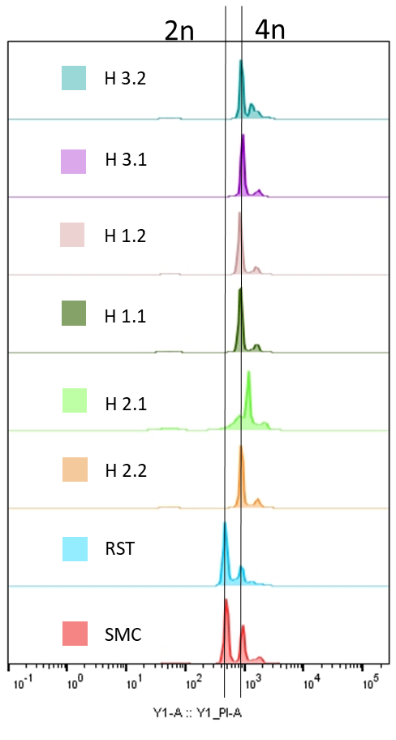 2n 4n
H 3.2
H 3.1
H 1.2
H 1.1
H 2.1
H 2.2
RST
SMC
10-1 100 101 102 103 104 105
Y1-A :: Y1_PI-A